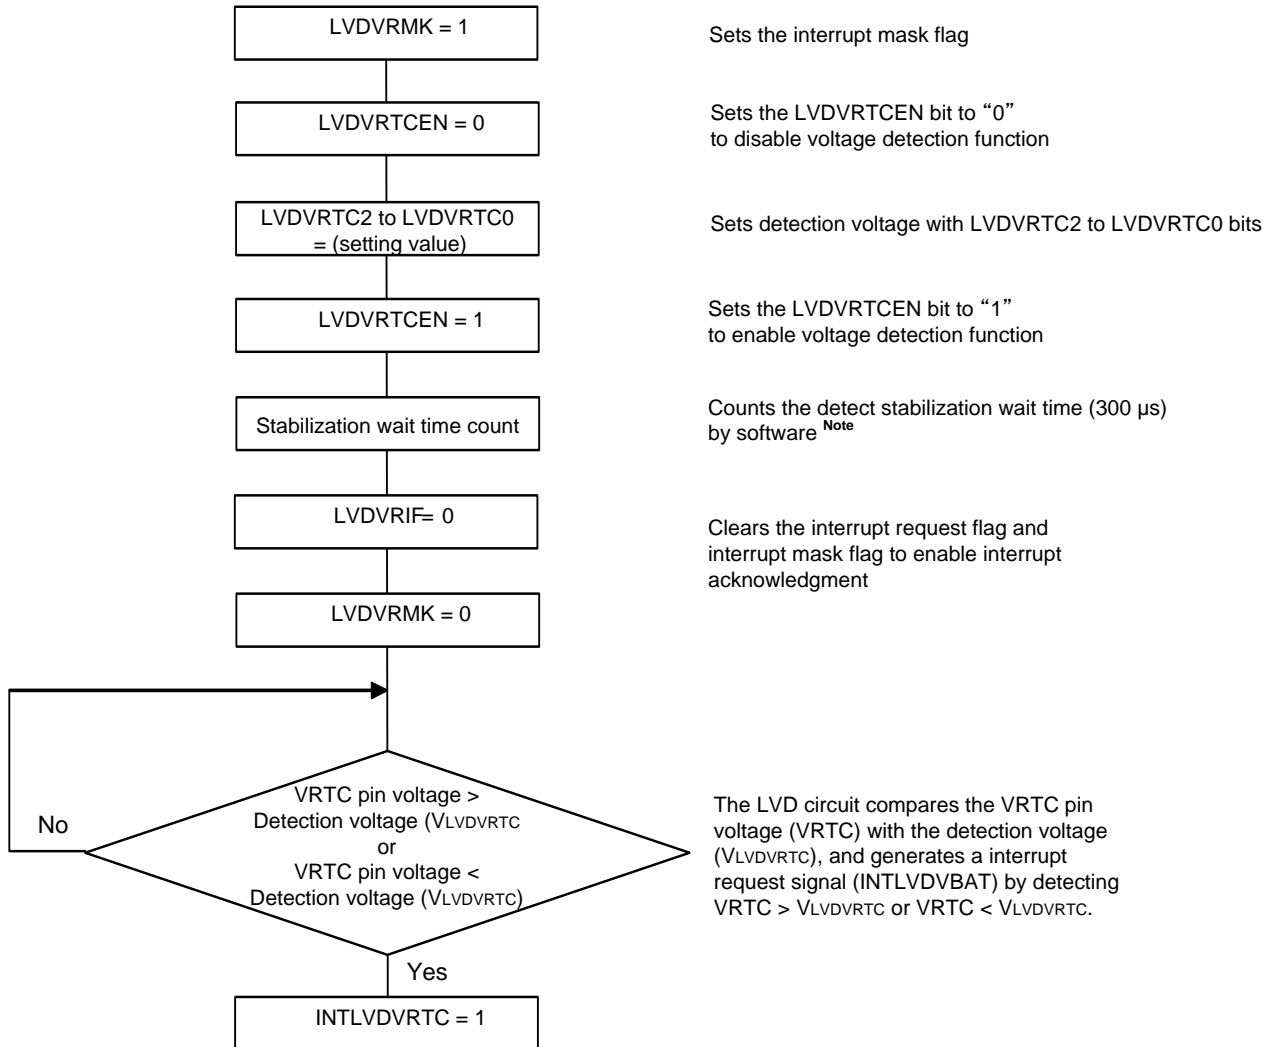 LVDVRMK = 1
Sets the interrupt mask flag
LVDVRTCEN = 0
Sets the LVDVRTCEN bit to “0”
to disable voltage detection function
LVDVRTC2 to LVDVRTC0
= (setting value)
Sets detection voltage with LVDVRTC2 to LVDVRTC0 bits
LVDVRTCEN = 1
Sets the LVDVRTCEN bit to “1”
to enable voltage detection function
Stabilization wait time count
Counts the detect stabilization wait time (300 μs)
by software Note
LVDVRIF= 0
Clears the interrupt request flag and
interrupt mask flag to enable interrupt
acknowledgment
LVDVRMK = 0
No
VRTC pin voltage >
Detection voltage (VLVDVRTC
or
VRTC pin voltage <
Detection voltage (VLVDVRTC)
The LVD circuit compares the VRTC pin
voltage (VRTC) with the detection voltage
(VLVDVRTC), and generates a interrupt
request signal (INTLVDVBAT) by detecting
VRTC > VLVDVRTC or VRTC < VLVDVRTC.
Yes
INTLVDVRTC = 1